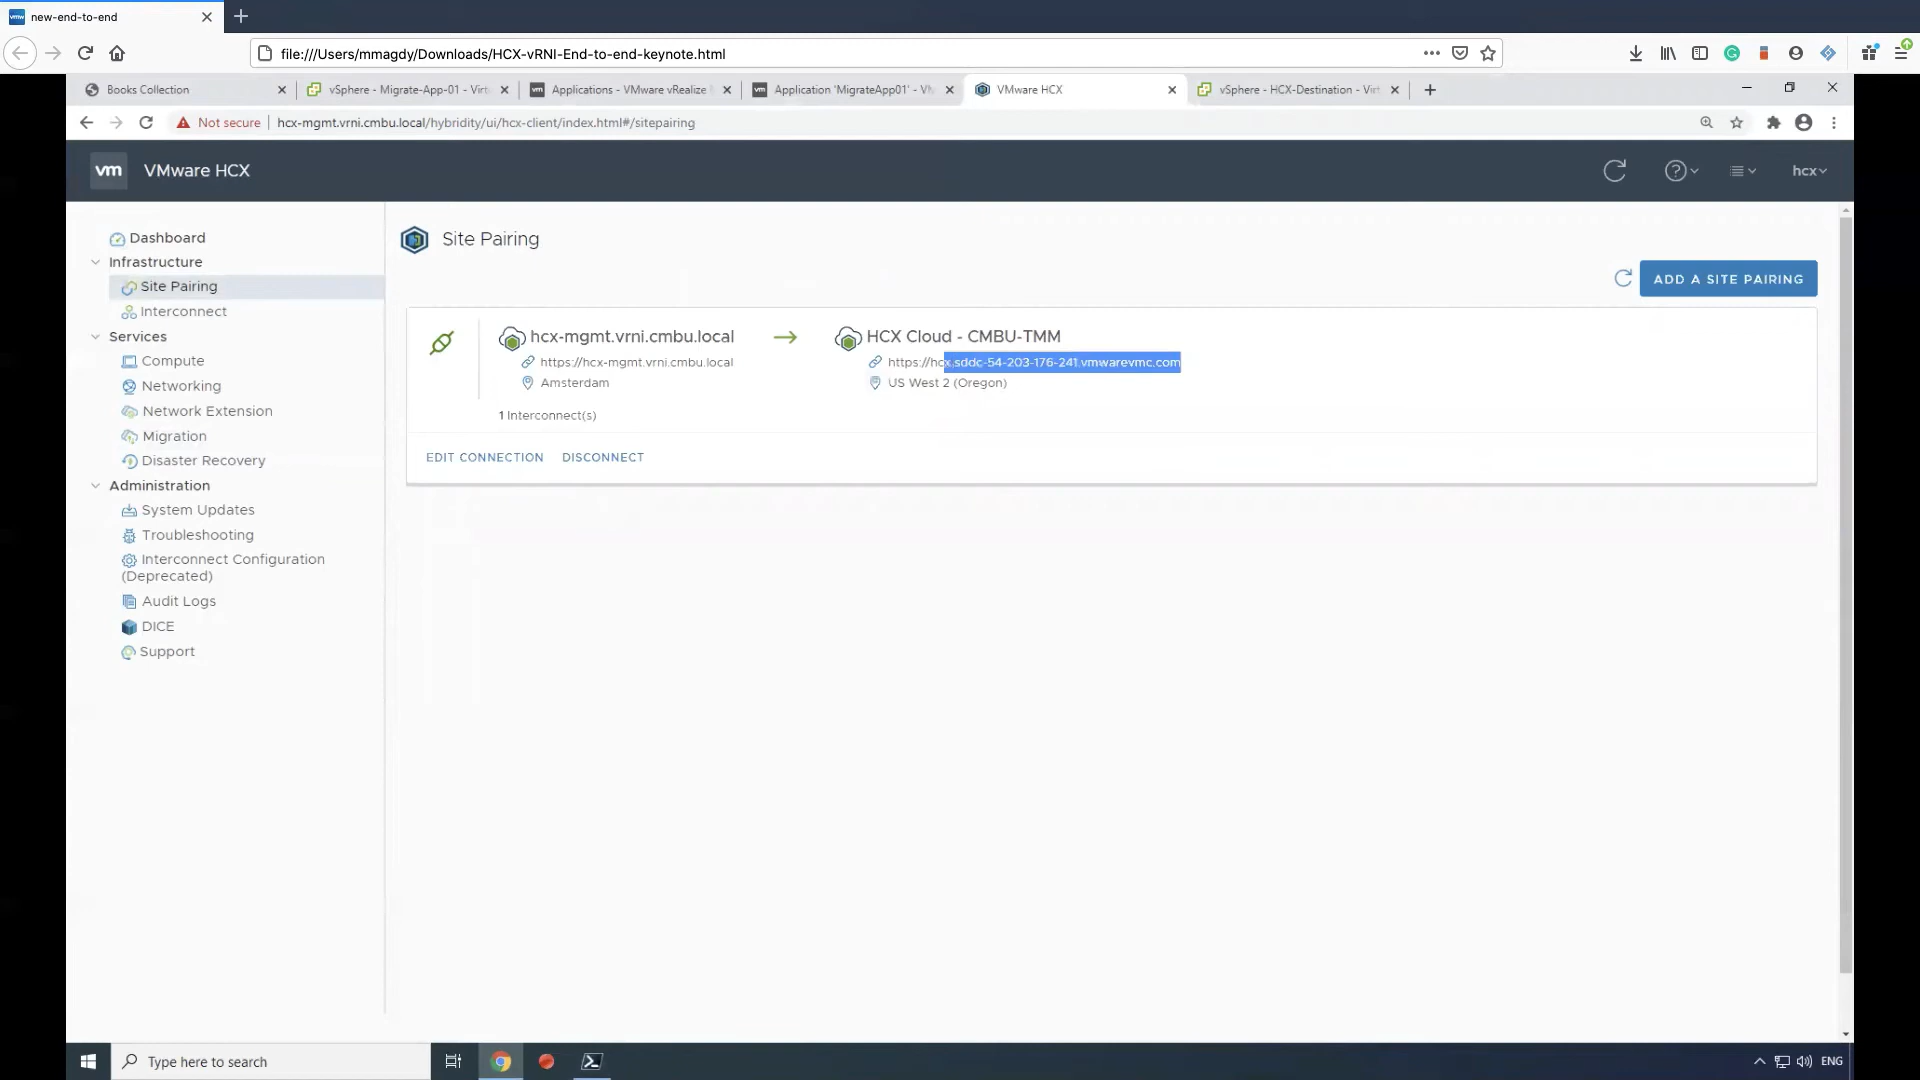 vmw new-end-to-end
file:///Users/mmagdy/Downloads/HCX-vRNI-End-to-end-keynote.html
Books Collection
vSphere - Migrate-App-01 - Virt
Applications - VMware vRealize
Application 'MigrateApp01' - VM
VMware HCX
vSphere - HCX-Destination - Virt
Not secure
hcx-mgmt.vrni.cmbu.local/hybridity/ui/hcx-client/index.html#/sitepairing
vm VMware HCX
hcx
Dashboard
Infrastructure
Site Pairing
Interconnect
Services
Compute
Networking
Network Extension
Migration
Disaster Recovery
Administration
System Updates
Troubleshooting
Interconnect Configuration
(Deprecated)
Audit Logs
DICE
Support
Site Pairing
ADD A SITE PAIRING
hcx-mgmt.vrni.cmbu.local
https://hcx-mgmt.vrni.cmbu.local
Amsterdam
1 Interconnect(s)
HCX Cloud - CMBU-TMM
https://hcx.sddc-54-203-176-241.vmwarevmc.com
US West 2 (Oregon)
EDIT CONNECTION
DISCONNECT
Type here to search
ENG